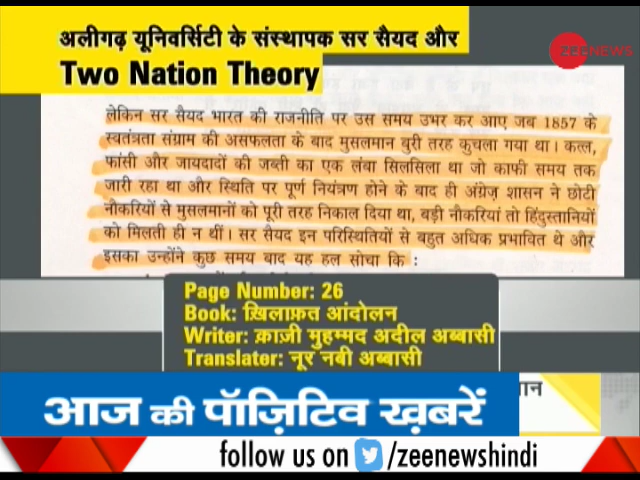 अलीगढ़ यूनिवर्सिटी के संस्थापक सर सैयद और
Two Nation Theory
ZEE NEWS
लेकिन सर सैयद भारत की राजनीति पर उस समय उभर कर आए जब 1857 के
स्वतंत्रता संग्राम की असफलता के बाद मुसलमान बुरी तरह कुचला गया था। कत्ल,
फांसी और जायदादों की जब्ती का एक लंबा सिलसिला था जो काफी समय तक
जारी रहा था और स्थिति पर पूर्ण नियंत्रण होने के बाद ही अंग्रेज़ शासन ने छोटी
नौकरियों से मुसलमानों को पूरी तरह निकाल दिया था, बड़ी नौकरियां तो हिंदुस्तानियों
को मिलती ही न थीं। सर सैयद इन परिस्थितियों से बहुत अधिक प्रभावित थे और
इसका उन्होंने कुछ समय बाद यह हल सोचा कि :
Page Number: 26
Book: ख़िलाफ़त आंदोलन
Writer: क़ाज़ी मुहम्मद अदील अब्बासी
Translater: नूर नबी अब्बासी
आज की पॉज़िटिव ख़बरें
follow us on /zeenewshindi